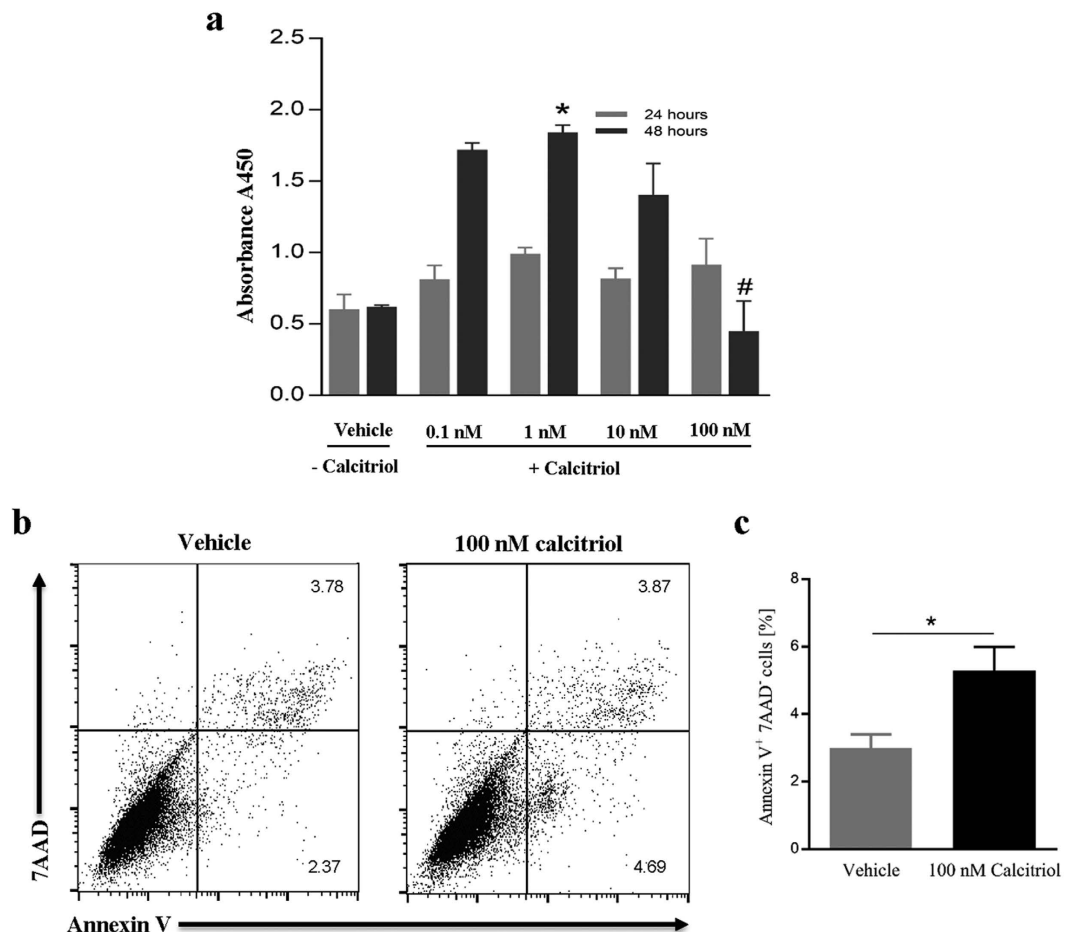 a
2.5
2.0
1.5
1.0
0.5
0.0
Absorbance A450
*
#
24 hours
48 hours
Vehicle 0.1 nM 1 nM 10 nM 100 nM
- Calcitriol + Calcitriol
b
Vehicle 100 nM calcitriol
3.78 3.87
2.37 4.69
7AAD
Annexin V
c
8
6
4
2
0
Annexin V+ 7AAD- cells [%]
*
Vehicle 100 nM Calcitriol